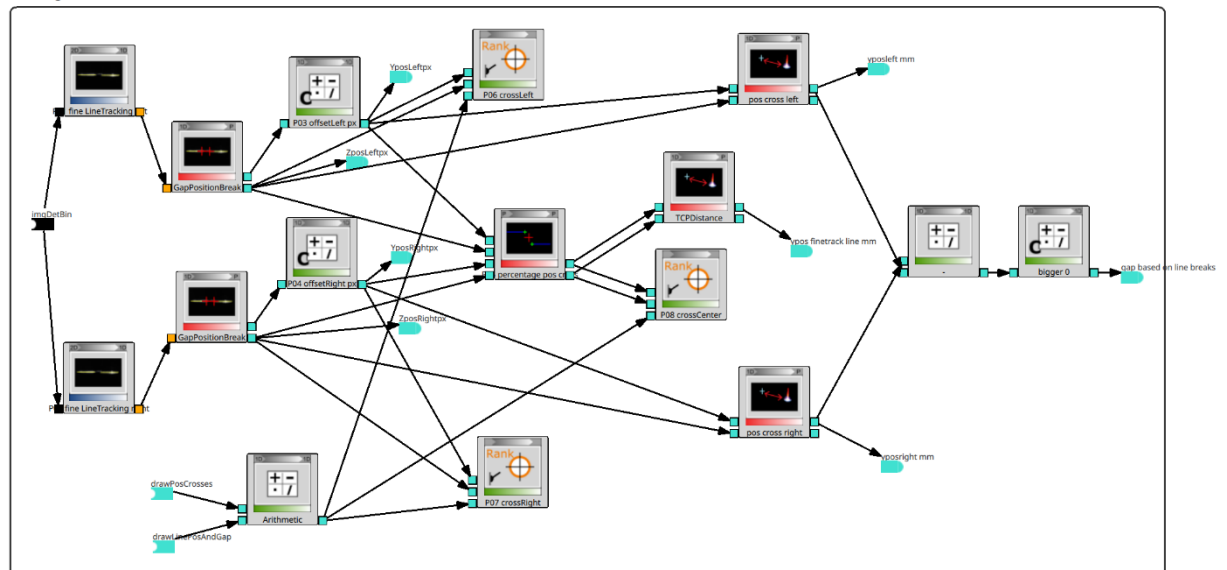 Rank
P06 crossLeft
YposLeftpx
yposleft mm
fine LineTracking
C
P03 offsetLeft px
pos cross left
ZposLeftpx
GapPositionBreak
imgDetBin
TCPDistance
C
P04 offsetRight px
YposRightpx
percentage pos
ypos finetrack line mm
Rank
P08 crossCenter
-
C
bigger 0
gap based on line breaks
GapPositionBreak
ZposRightpx
fine LineTracking
pos cross right
yposright mm
Rank
P07 crossRight
drawPosCrosses
Arithmetic
drawLinePosAndGap